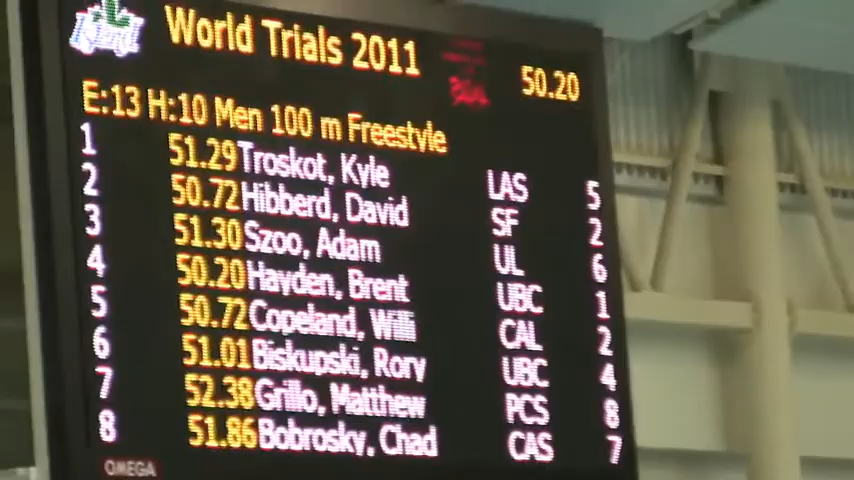 World Trials 2011 50.20
E:13 H:10 Men 100 m Freestyle
1 51.29 Troskot, Kyle LAS 5
2 50.72 Hibberd, David SF 2
3 51.30 Szoo, Adam UL 6
4 50.20 Hayden, Brent UBC 1
5 50.72 Copeland, Willi CAL 2
6 51.01 Biskupski, Rory UBC 4
7 52.38 Grillo, Matthew PCS 8
8 51.86 Bobrosky, Chad CAS 7
OMEGA